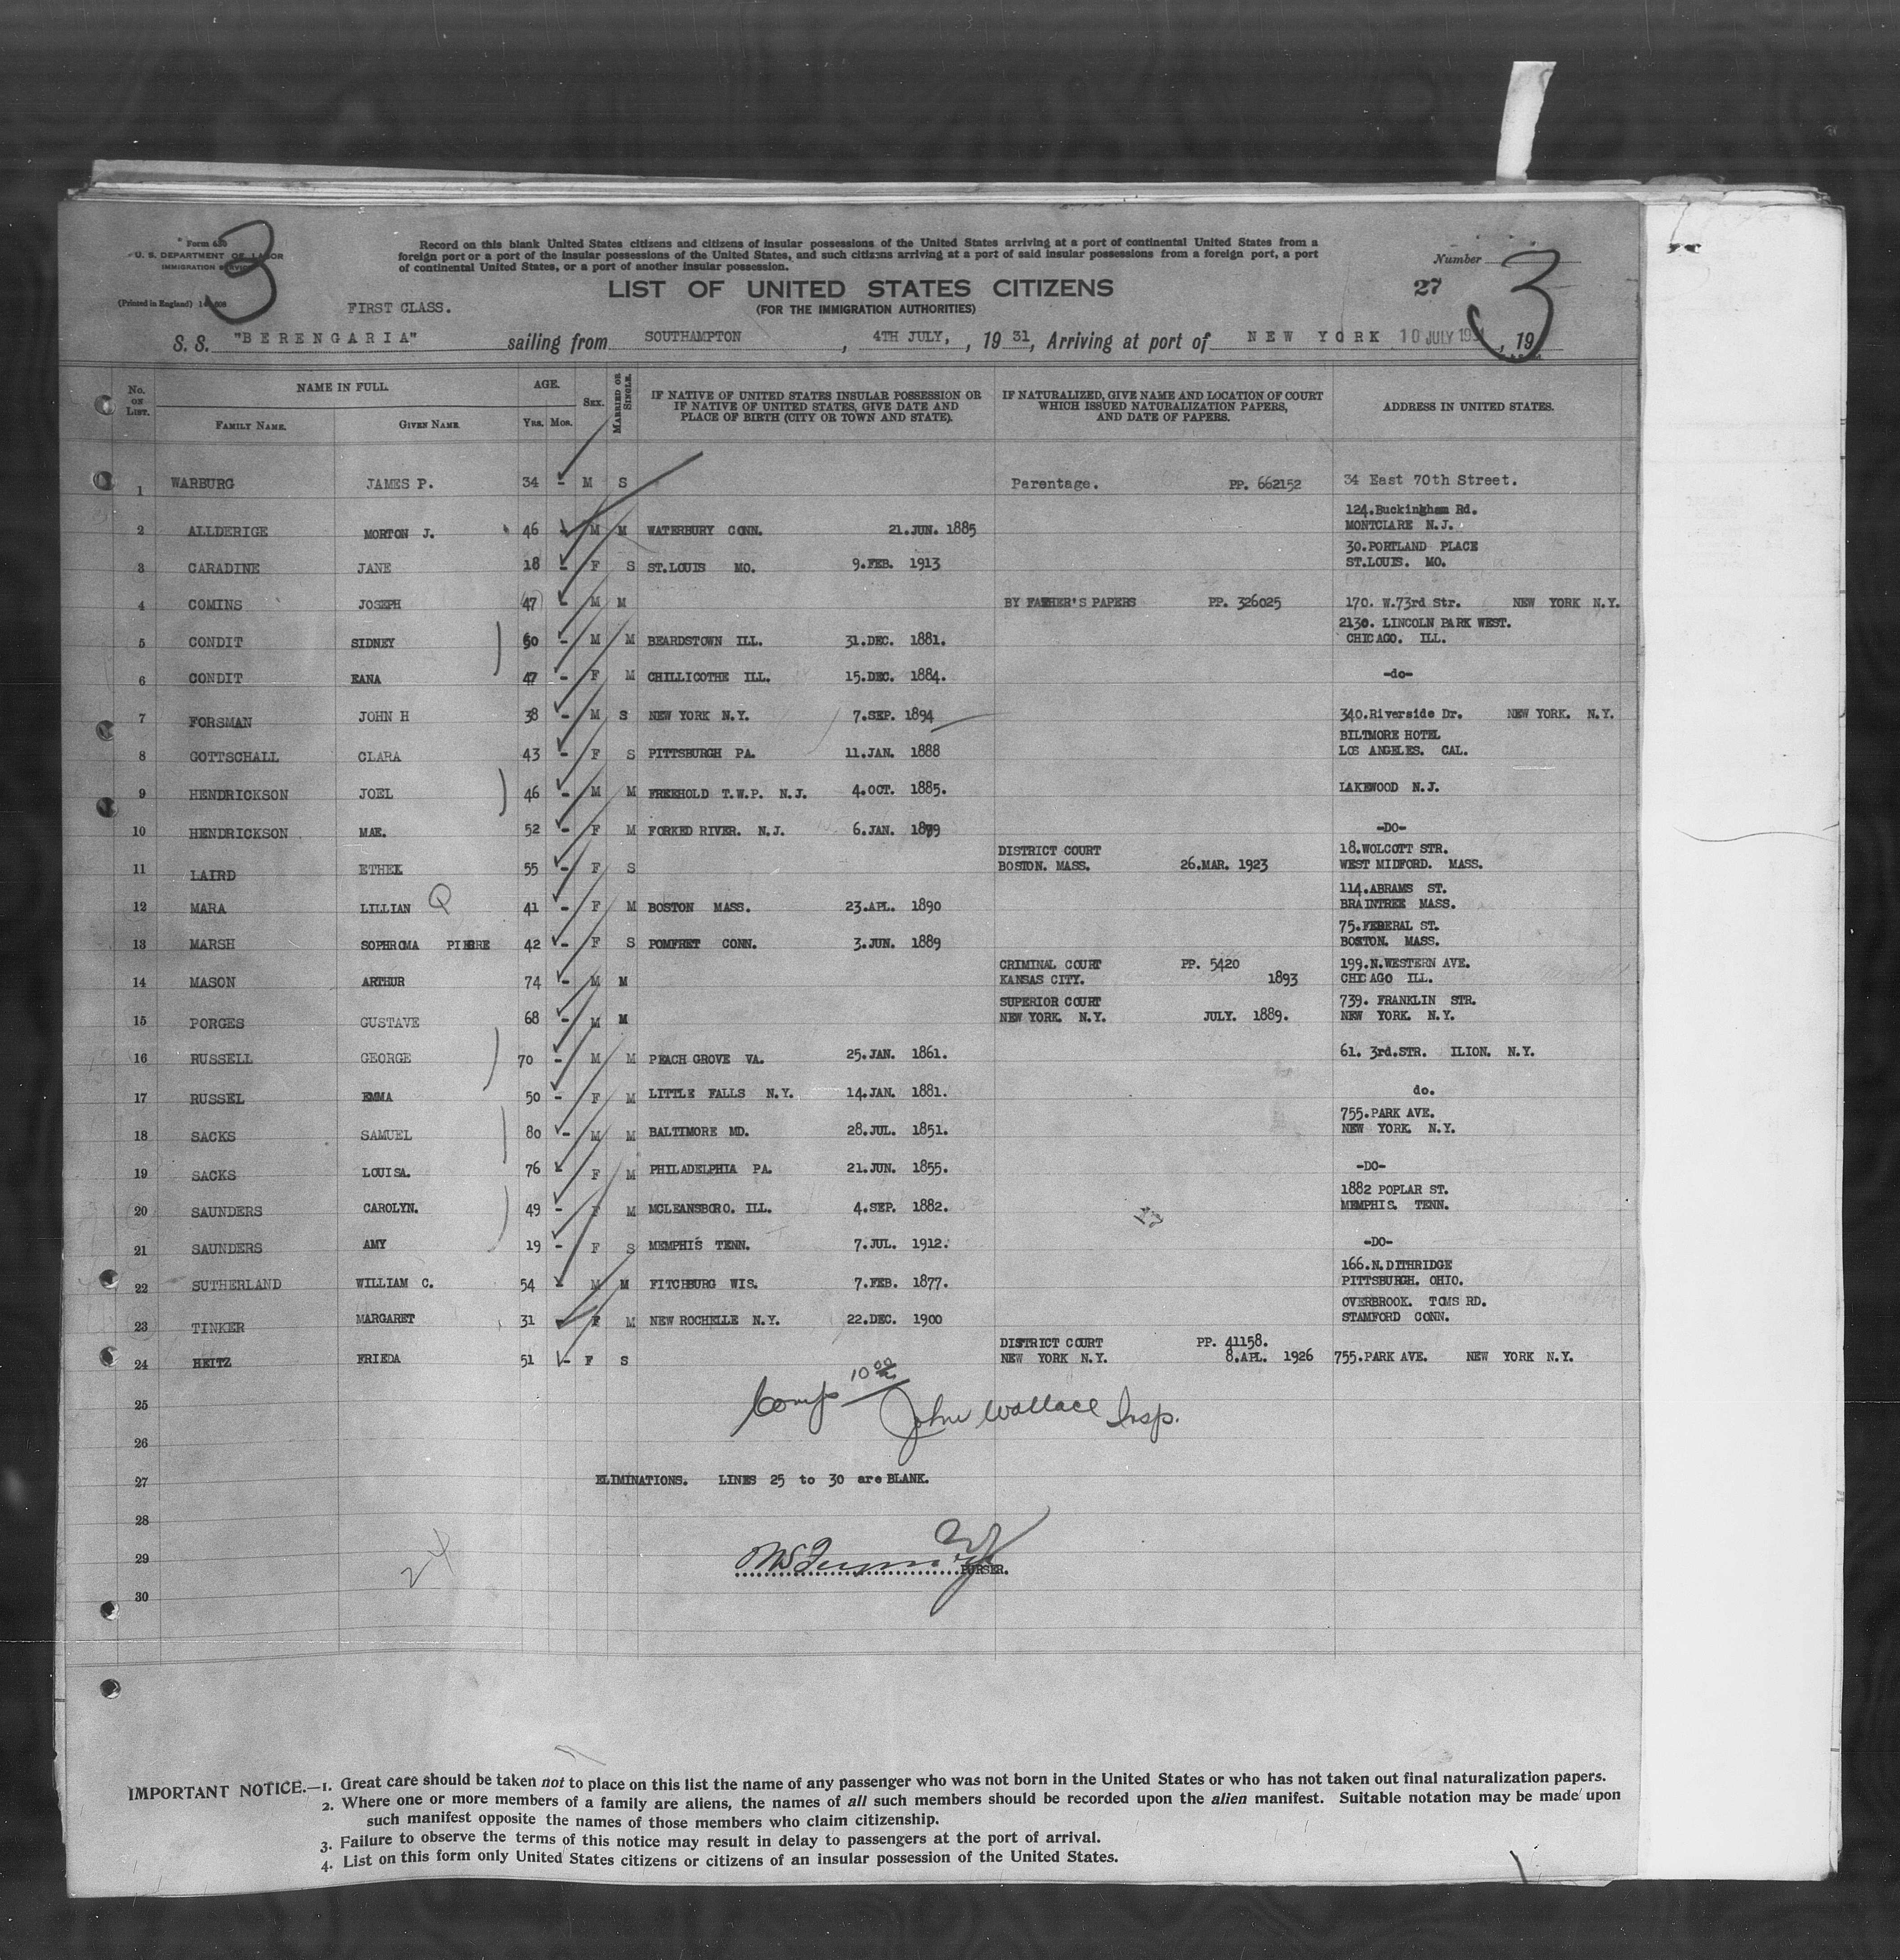 Form 630
U. S. DEPARTMENT OF LABOR
IMMIGRATION SERVICE
(Printed in England)
3
Record on this blank United States citizens and citizens of insular possessions of the United States arriving at a port of continental United States from a
foreign port or a port of the insular possessions of the United States, and such citizens arriving at a port of said insular possessions from a foreign port, a port
of continental United States, or a port of another insular possession.
Number
27
3
FIRST CLASS.
LIST OF UNITED STATES CITIZENS
(FOR THE IMMIGRATION AUTHORITIES)
S. S. "BERENGARIA" sailing from SOUTHAMPTON, 4TH JULY, 1931, Arriving at port of NEW YORK 10 JULY 19, 19
No. ON LIST. NAME IN FULL. AGE. SEX. MARRIED OR SINGLE. IF NATIVE OF UNITED STATES INSULAR POSSESSION OR IF NATIVE OF UNITED STATES, GIVE DATE AND PLACE OF BIRTH (CITY OR TOWN AND STATE). IF NATURALIZED, GIVE NAME AND LOCATION OF COURT WHICH ISSUED NATURALIZATION PAPERS, AND DATE OF PAPERS. ADDRESS IN UNITED STATES.
FAMILY NAME. GIVEN NAME YRS. MOS.
1 WARBURG JAMES P. 34 - M S Parentage. PP. 662152 34 East 70th Street.
2 ALLDERIGE MORTON J. 46 - M M WATERBURY CONN. 21.JUN. 1885 124.Buckingham Rd. MONTCLARE N.J.
3 CARADINE JANE 18 - F S ST.LOUIS MO. 9.FEB. 1913 30.PORTLAND PLACE ST.LOUIS. MO.
4 COMINS JOSEPH 47 - M M BY FATHER'S PAPERS PP. 326025 170. W.73rd Str. NEW YORK N.Y.
5 CONDIT SIDNEY 50 - M M BEARDSTOWN ILL. 31.DEC. 1881. 2130. LINCOLN PARK WEST. CHICAGO. ILL.
6 CONDIT EANA 47 - F M CHILLICOTHE ILL. 15.DEC. 1884. -do-
7 FORSMAN JOHN H 38 - M S NEW YORK N.Y. 7.SEP. 1894 340.Riverside Dr. NEW YORK. N.Y.
8 GOTTSCHALL CLARA 43 - F S PITTSBURGH PA. 11.JAN. 1888 BILTMORE HOTEL LOS ANGELES. CAL.
9 HENDRICKSON JOEL 46 - M M FREEHOLD T.W.P. N.J. 4.OCT. 1885. LAKEWOOD N.J.
10 HENDRICKSON MAE. 52 - F M FORKED RIVER. N.J. 6.JAN. 1879 -DO-
11 LAIRD ETHEK 55 - F S DISTRICT COURT BOSTON. MASS. 26.MAR. 1923 18.WOLCOTT STR. WEST MIDFORD. MASS.
12 MARA LILLIAN Q 41 - F M BOSTON MASS. 23.APL. 1890 114.ABRAMS ST. BRAINTREE MASS.
13 MARSH SOPHROMA PIERRE 42 - F S POMFRET CONN. 3.JUN. 1889 75.FEDERAL ST. BOSTON. MASS.
14 MASON ARTHUR 74 - M M CRIMINAL COURT PP. 5420 KANSAS CITY. 1893 199.N.WESTERN AVE. CHICAGO ILL.
15 PORGES GUSTAVE 68 - M M SUPERIOR COURT NEW YORK. N.Y. JULY. 1889. 739. FRANKLIN STR. NEW YORK. N.Y.
16 RUSSELL GEORGE 70 - M M PEACH GROVE VA. 25.JAN. 1861. 61. 3rd.STR. ILION. N.Y.
17 RUSSEL EMMA 50 - F M LITTLE FALLS N.Y. 14.JAN. 1881. do.
18 SACKS SAMUEL 80 - M M BALTIMORE MD. 28.JUL. 1851. 755.PARK AVE. NEW YORK. N.Y.
19 SACKS LOUISA. 76 - F M PHILADELPHIA PA. 21.JUN. 1855. -DO-
20 SAUNDERS CAROLYN. 49 - F M MCLEANSBORO. ILL. 4.SEP. 1882. 1882 POPLAR ST. MEMPHIS. TENN.
21 SAUNDERS AMY 19 - F S MEMPHIS TENN. 7.JUL. 1912. -DO-
22 SUTHERLAND WILLIAM C. 54 - M M FITCHBURG WIS. 7.FEB. 1877. 166.N.DITHRIDGE PITTSBURGH. OHIO.
23 TINKER MARGARET 31 - F M NEW ROCHELLE N.Y. 22.DEC. 1900 OVERBROOK. TOMS RD. STAMFORD CONN.
24 HEITZ FRIEDA 51 - F S DISTRICT COURT PP. 41158. NEW YORK N.Y. 8.APL. 1926 755.PARK AVE. NEW YORK N.Y.
25 Comp 10 00 John Wallace Insp.
26
27 ELIMINATIONS. LINES 25 to 30 are BLANK.
28
29 24 PURSER.
30
IMPORTANT NOTICE.—1. Great care should be taken not to place on this list the name of any passenger who was not born in the United States or who has not taken out final naturalization papers.
2. Where one or more members of a family are aliens, the names of all such members should be recorded upon the alien manifest. Suitable notation may be made upon
such manifest opposite the names of those members who claim citizenship.
3. Failure to observe the terms of this notice may result in delay to passengers at the port of arrival.
4. List on this form only United States citizens or citizens of an insular possession of the United States.